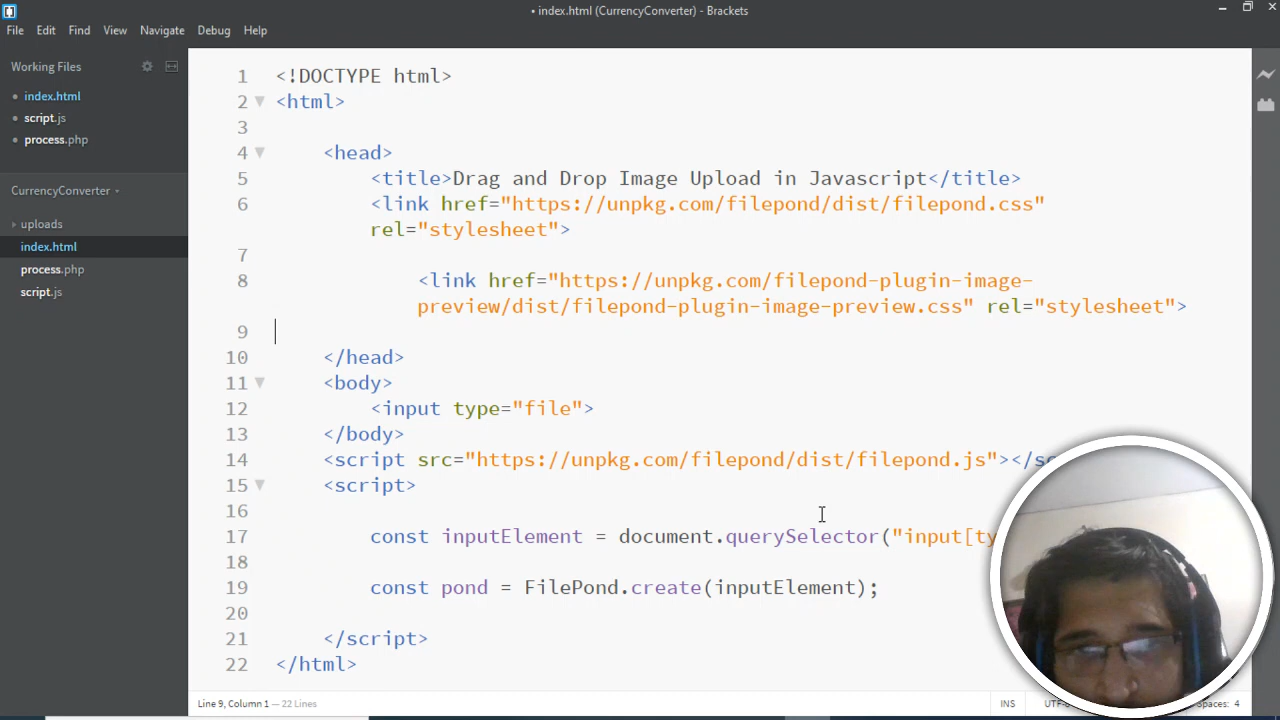 • index.html (CurrencyConverter) - Brackets
File Edit Find View Navigate Debug Help
Working Files
index.html
script.js
process.php
CurrencyConverter
uploads
index.html
process.php
script.js
1 <!DOCTYPE html>
2 <html>
3
4 <head>
5 <title>Drag and Drop Image Upload in Javascript</title>
6 <link href="https://unpkg.com/filepond/dist/filepond.css"
rel="stylesheet">
7
8 <link href="https://unpkg.com/filepond-plugin-image-
preview/dist/filepond-plugin-image-preview.css" rel="stylesheet">
9
10 </head>
11 <body>
12 <input type="file">
13 </body>
14 <script src="https://unpkg.com/filepond/dist/filepond.js"></sc
15 <script>
16
17 const inputElement = document.querySelector("input[ty
18
19 const pond = FilePond.create(inputElement);
20
21 </script>
22 </html>
Line 9, Column 1 — 22 Lines
INS UTF-8 Spaces: 4